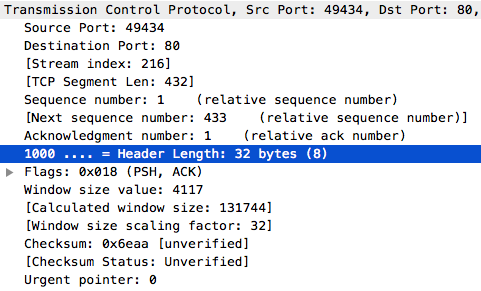 Transmission Control Protocol, Src Port: 49434, Dst Port: 80,
Source Port: 49434
Destination Port: 80
[Stream index: 216]
[TCP Segment Len: 432]
Sequence number: 1    (relative sequence number)
[Next sequence number: 433    (relative sequence number)]
Acknowledgment number: 1    (relative ack number)
1000 .... = Header Length: 32 bytes (8)
Flags: 0x018 (PSH, ACK)
Window size value: 4117
[Calculated window size: 131744]
[Window size scaling factor: 32]
Checksum: 0x6eaa [unverified]
[Checksum Status: Unverified]
Urgent pointer: 0